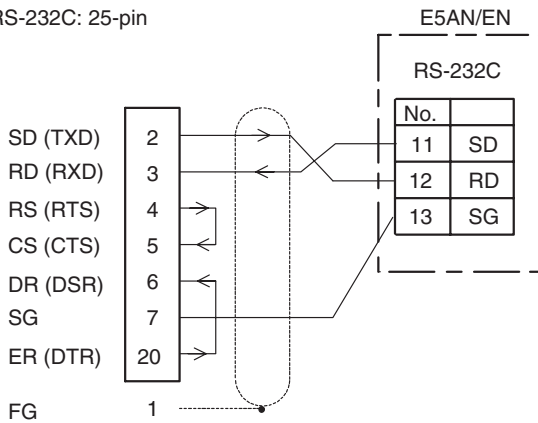 RS-232C: 25-pin
E5AN/EN
RS-232C
No.
SD (TXD) 2
11 SD
RD (RXD) 3
12 RD
RS (RTS) 4
13 SG
CS (CTS) 5
DR (DSR) 6
SG 7
ER (DTR) 20
FG 1